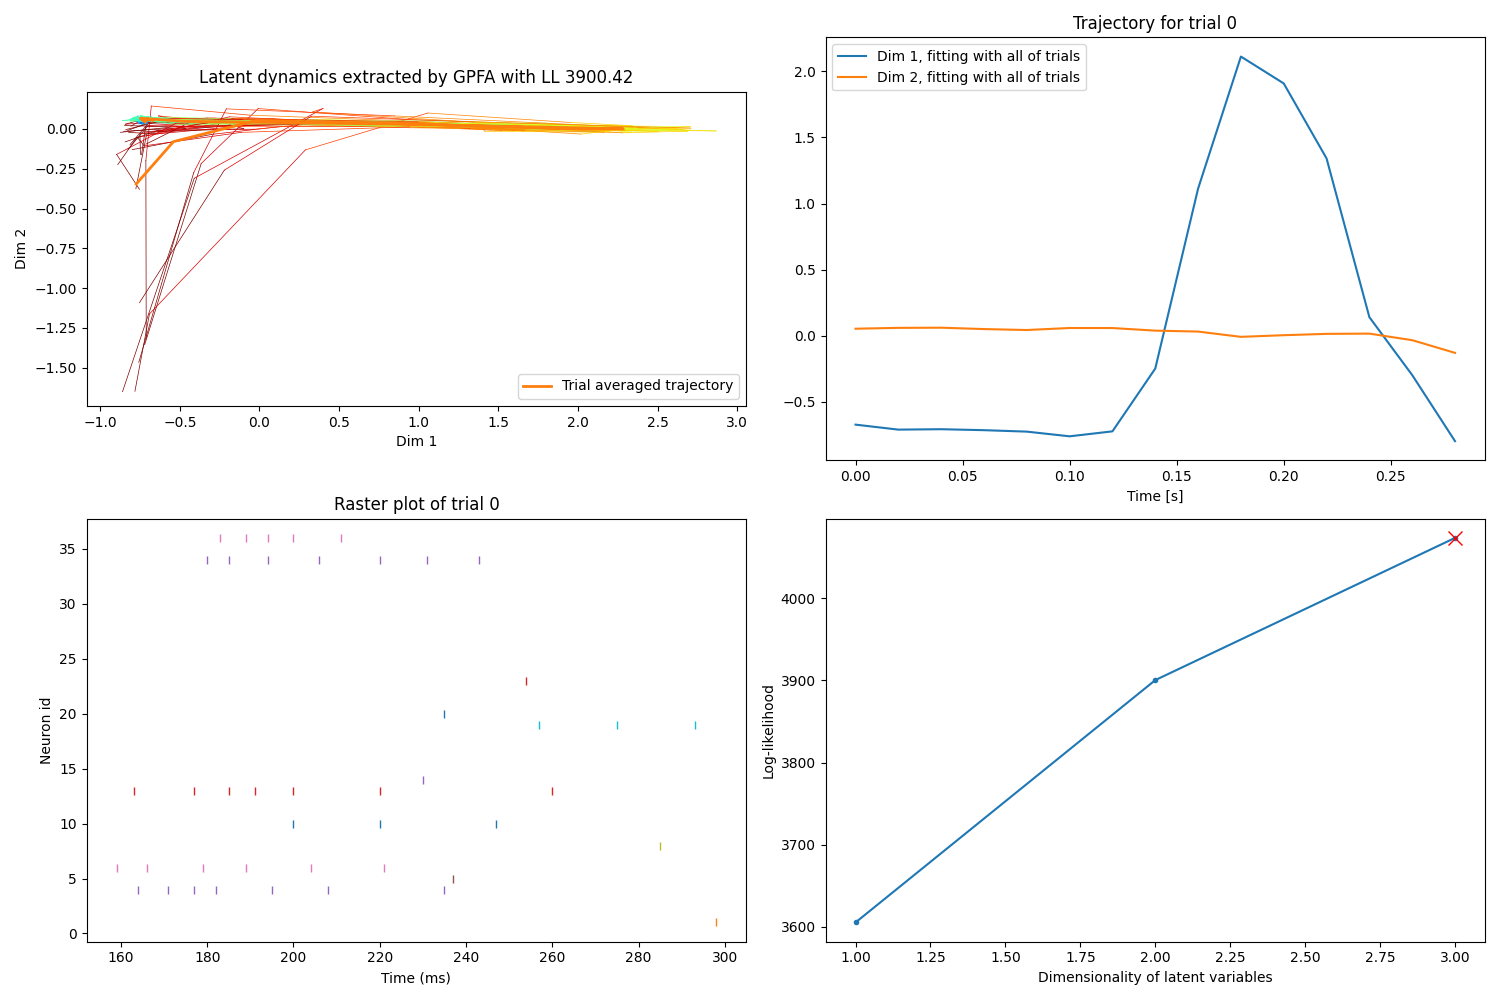 Latent dynamics extracted by GPFA with LL 3900.42
0.00
−0.25
−0.50
−0.75
−1.00
−1.25
−1.50
Dim 2
Trial averaged trajectory
−1.0 −0.5 0.0 0.5 1.0 1.5 2.0 2.5 3.0
Dim 1
Trajectory for trial 0
Dim 1, fitting with all of trials
Dim 2, fitting with all of trials
2.0
1.5
1.0
0.5
0.0
−0.5
0.00 0.05 0.10 0.15 0.20 0.25
Time [s]
Raster plot of trial 0
35
30
25
20
15
10
5
0
Neuron id
160 180 200 220 240 260 280 300
Time (ms)
4000
3900
3800
3700
3600
Log-likelihood
1.00 1.25 1.50 1.75 2.00 2.25 2.50 2.75 3.00
Dimensionality of latent variables